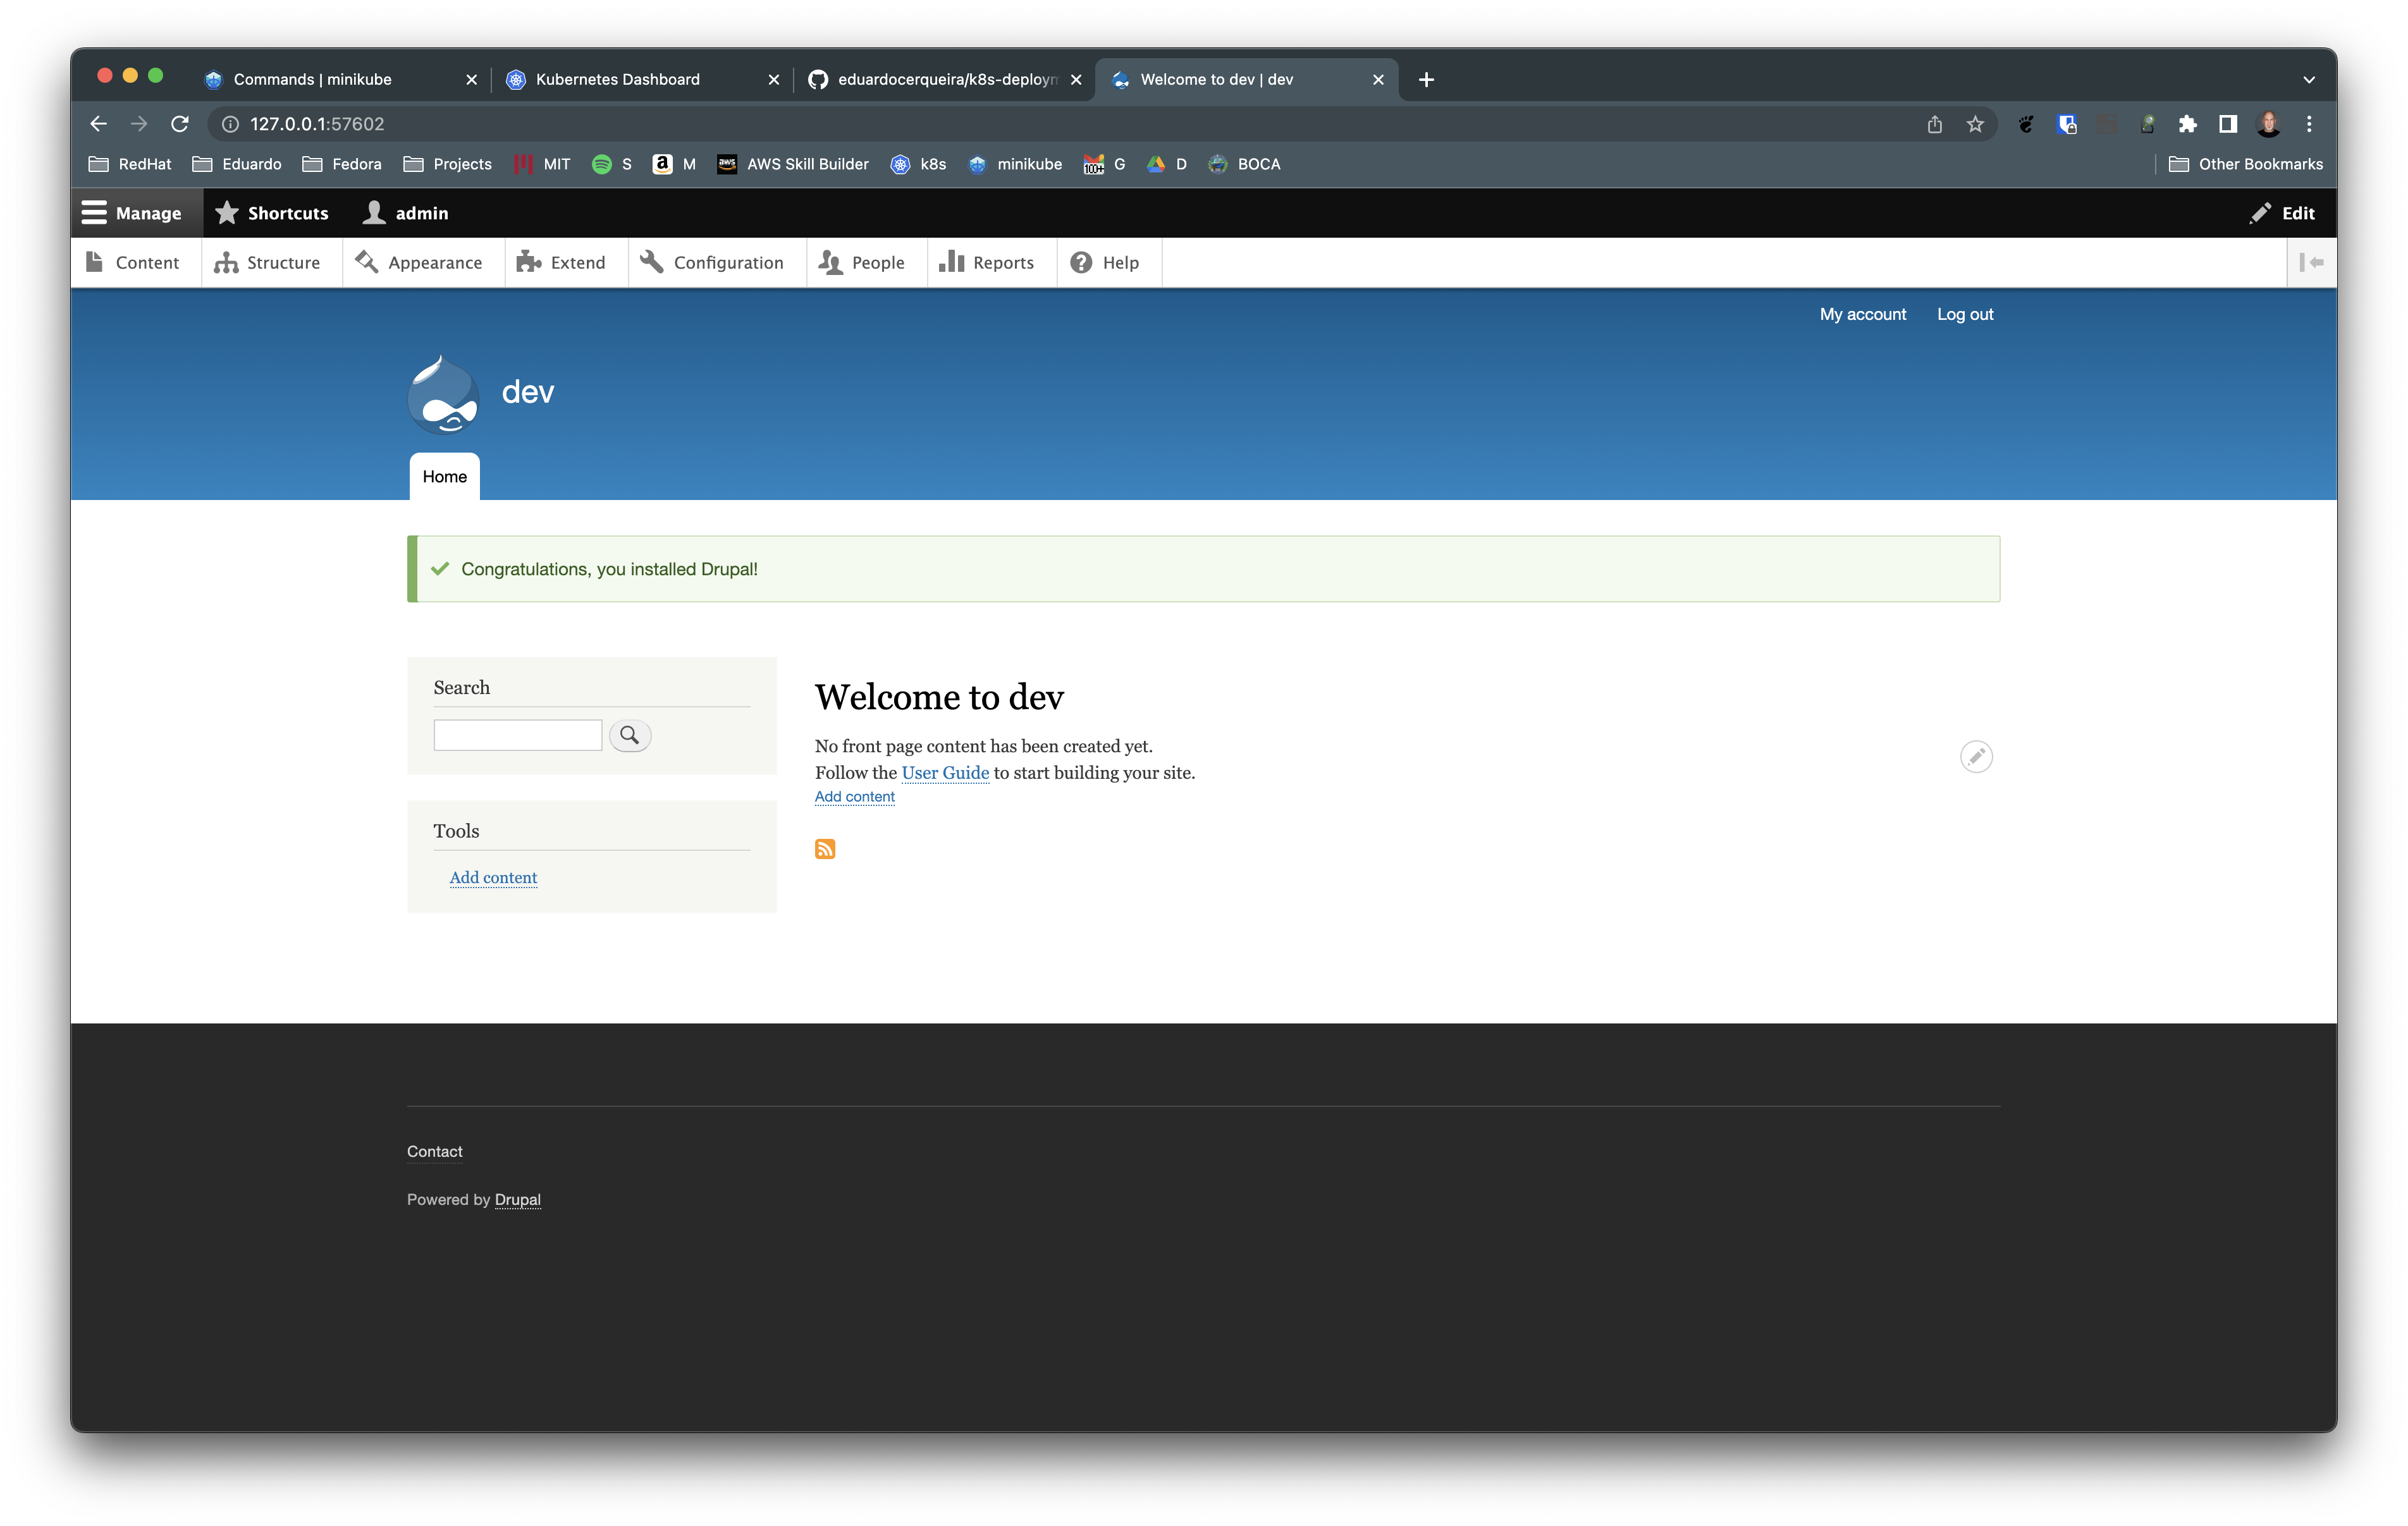 Commands | minikube
Kubernetes Dashboard
eduardocerqueira/k8s-deploym
Welcome to dev | dev
127.0.0.1:57602
RedHat Eduardo Fedora Projects MIT S M AWS Skill Builder k8s minikube G D BOCA Other Bookmarks
Manage Shortcuts admin Edit
Content Structure Appearance Extend Configuration People Reports Help
My account Log out
dev
Home
Congratulations, you installed Drupal!
Search
Tools
Add content
Welcome to dev
No front page content has been created yet.
Follow the User Guide to start building your site.
Add content
Contact
Powered by Drupal